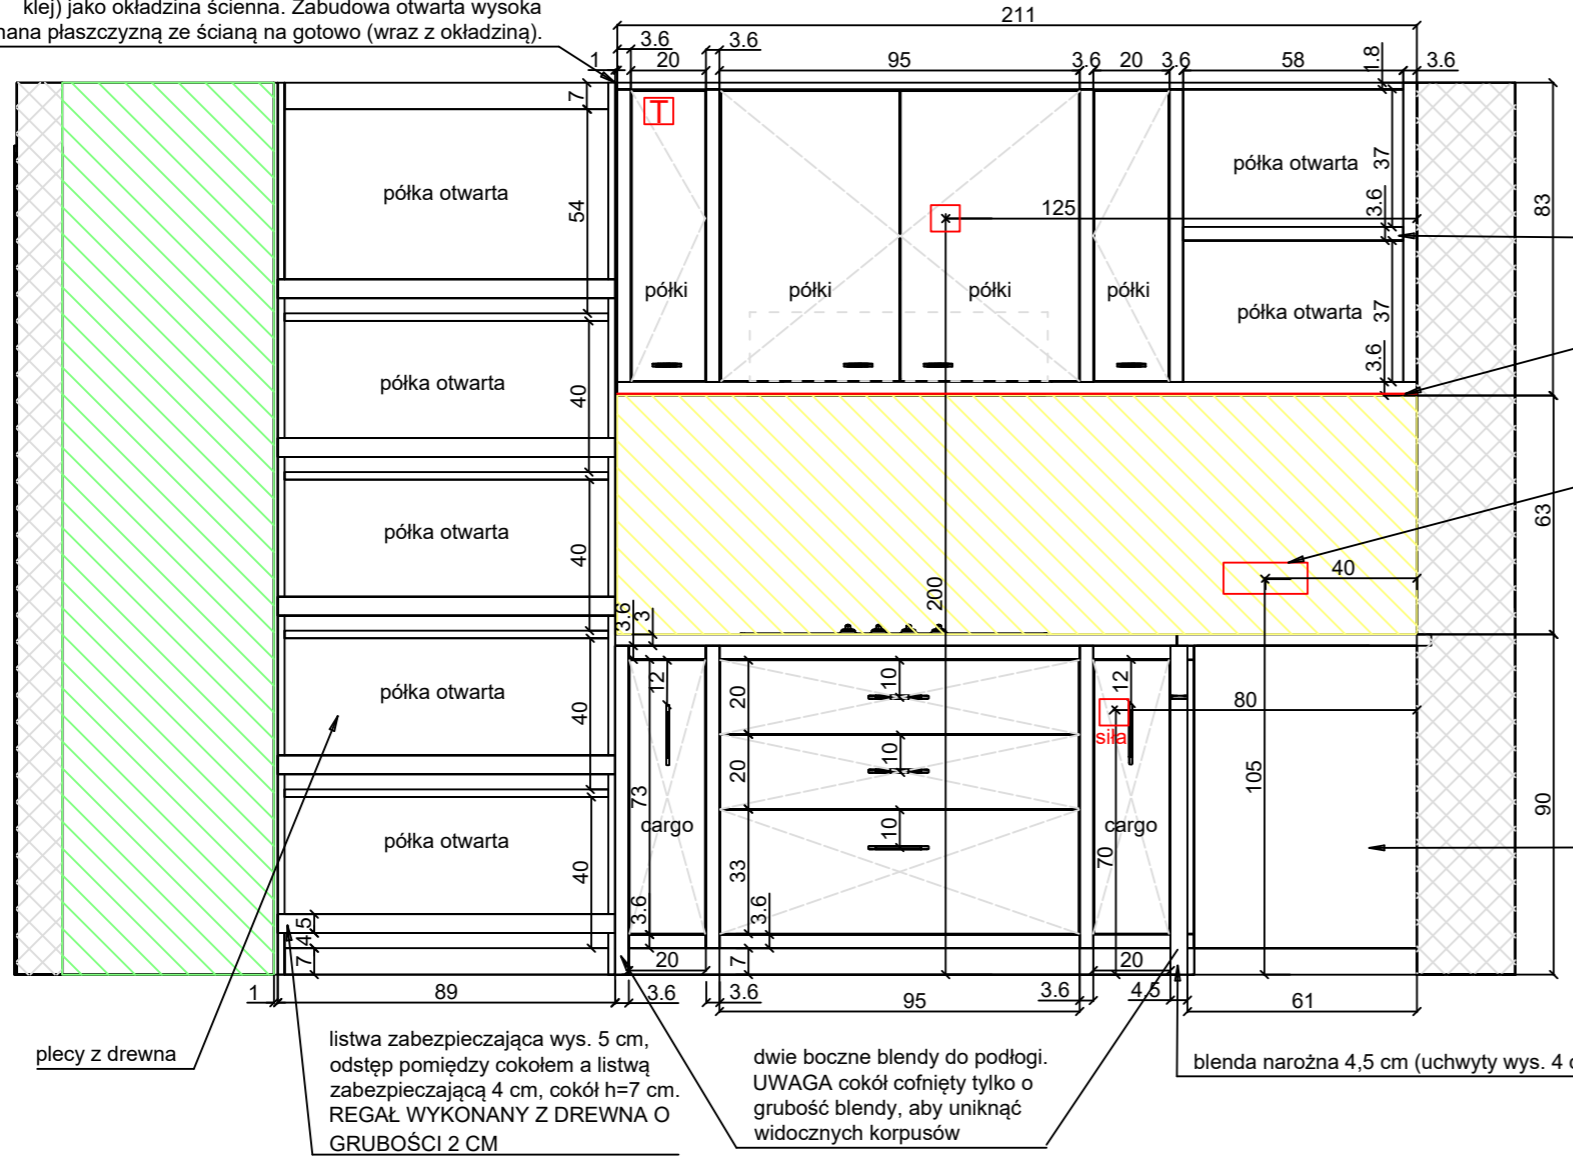 klej) jako okładzina ścienna. Zabudowa otwarta wysoka
nana płaszczyzną ze ścianą na gotowo (wraz z okładziną).
211
3.6 3.6
1 20 95 3.6 20 3.6 58 1.8 3.6
7
T
półka otwarta
54
półki
półki
półki
półki
125
półka otwarta
37
3.6
półka otwarta
37
3.6
83
półka otwarta
40
63
półka otwarta
40
200
40
3.6 3
półka otwarta
40
12
20
10
12
80
siła
20
10
105
73
cargo
10
cargo
70
90
półka otwarta
40
33
3.6
3.6
4.5
7
20
7
20
1 89 3.6 3.6 95 3.6 4.5 61
plecy z drewna
listwa zabezpieczająca wys. 5 cm,
odstęp pomiędzy cokołem a listwą
zabezpieczającą 4 cm, cokół h=7 cm.
REGAŁ WYKONANY Z DREWNA O
GRUBOŚCI 2 CM
dwie boczne blendy do podłogi.
UWAGA cokół cofnięty tylko o
grubość blendy, aby uniknąć
widocznych korpusów
blenda narożna 4,5 cm (uchwyty wys. 4 c